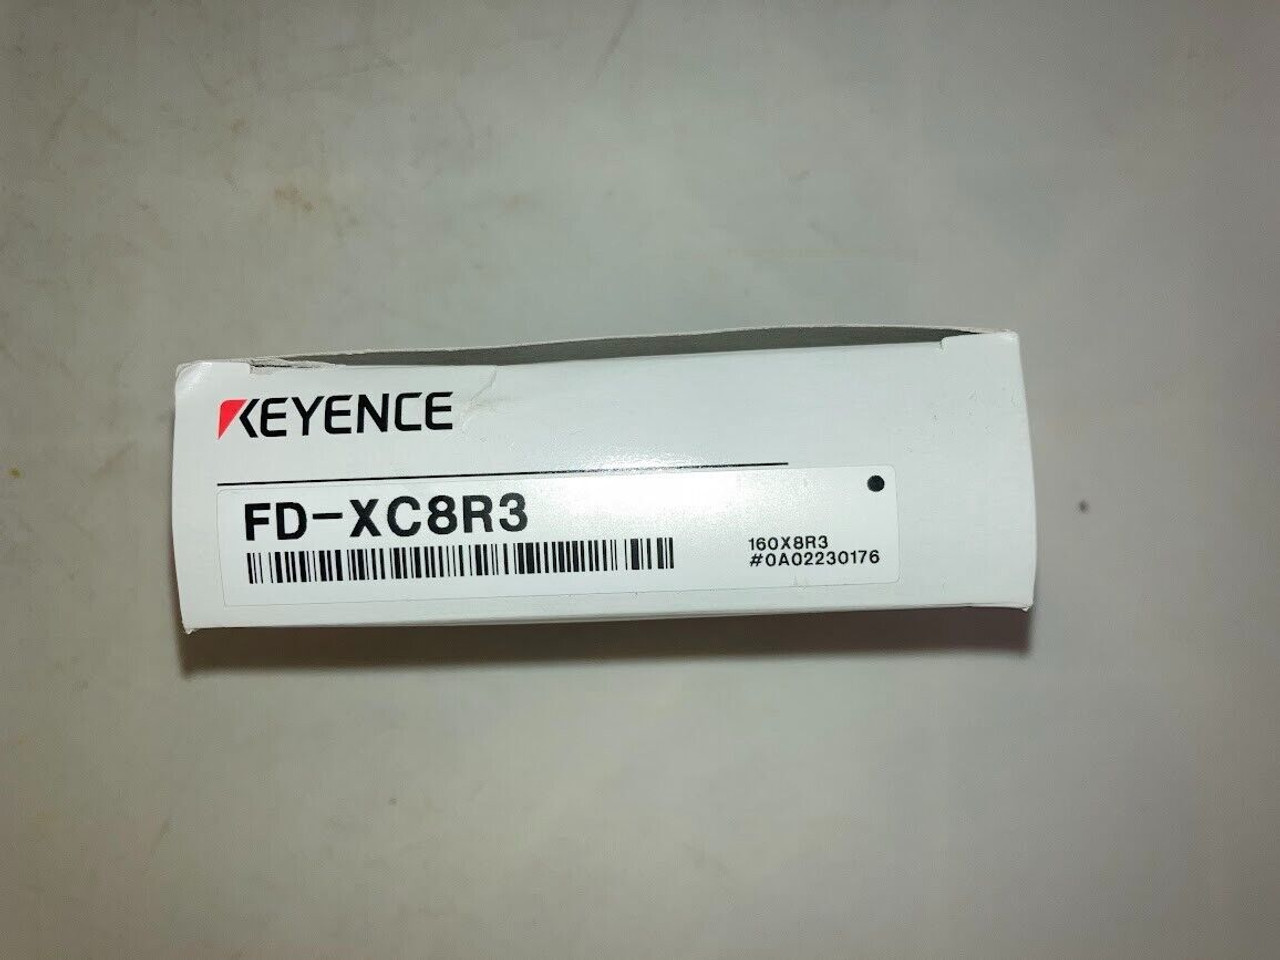 KEYENCE
FD-XC8R3
160X8R3
#0A02230176